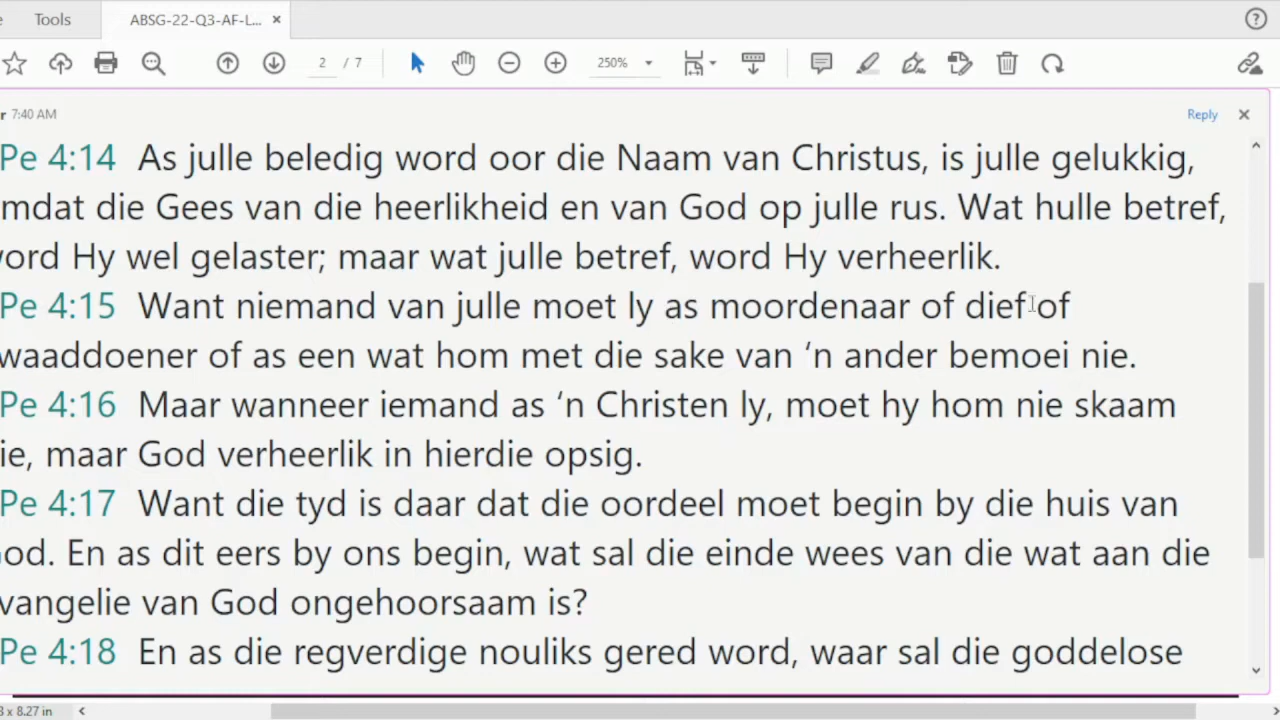 Tools
ABSG-22-Q3-AF-L... ×
2 / 7
250%
7:40 AM
Reply
Pe 4:14 As julle beledig word oor die Naam van Christus, is julle gelukkig,
mdat die Gees van die heerlikheid en van God op julle rus. Wat hulle betref,
ord Hy wel gelaster; maar wat julle betref, word Hy verheerlik.
Pe 4:15 Want niemand van julle moet ly as moordenaar of dief of
waaddoener of as een wat hom met die sake van ‘n ander bemoei nie.
Pe 4:16 Maar wanneer iemand as ‘n Christen ly, moet hy hom nie skaam
ie, maar God verheerlik in hierdie opsig.
Pe 4:17 Want die tyd is daar dat die oordeel moet begin by die huis van
od. En as dit eers by ons begin, wat sal die einde wees van die wat aan die
vangelie van God ongehoorsaam is?
Pe 4:18 En as die regverdige nouliks gered word, waar sal die goddelose
x 8.27 in